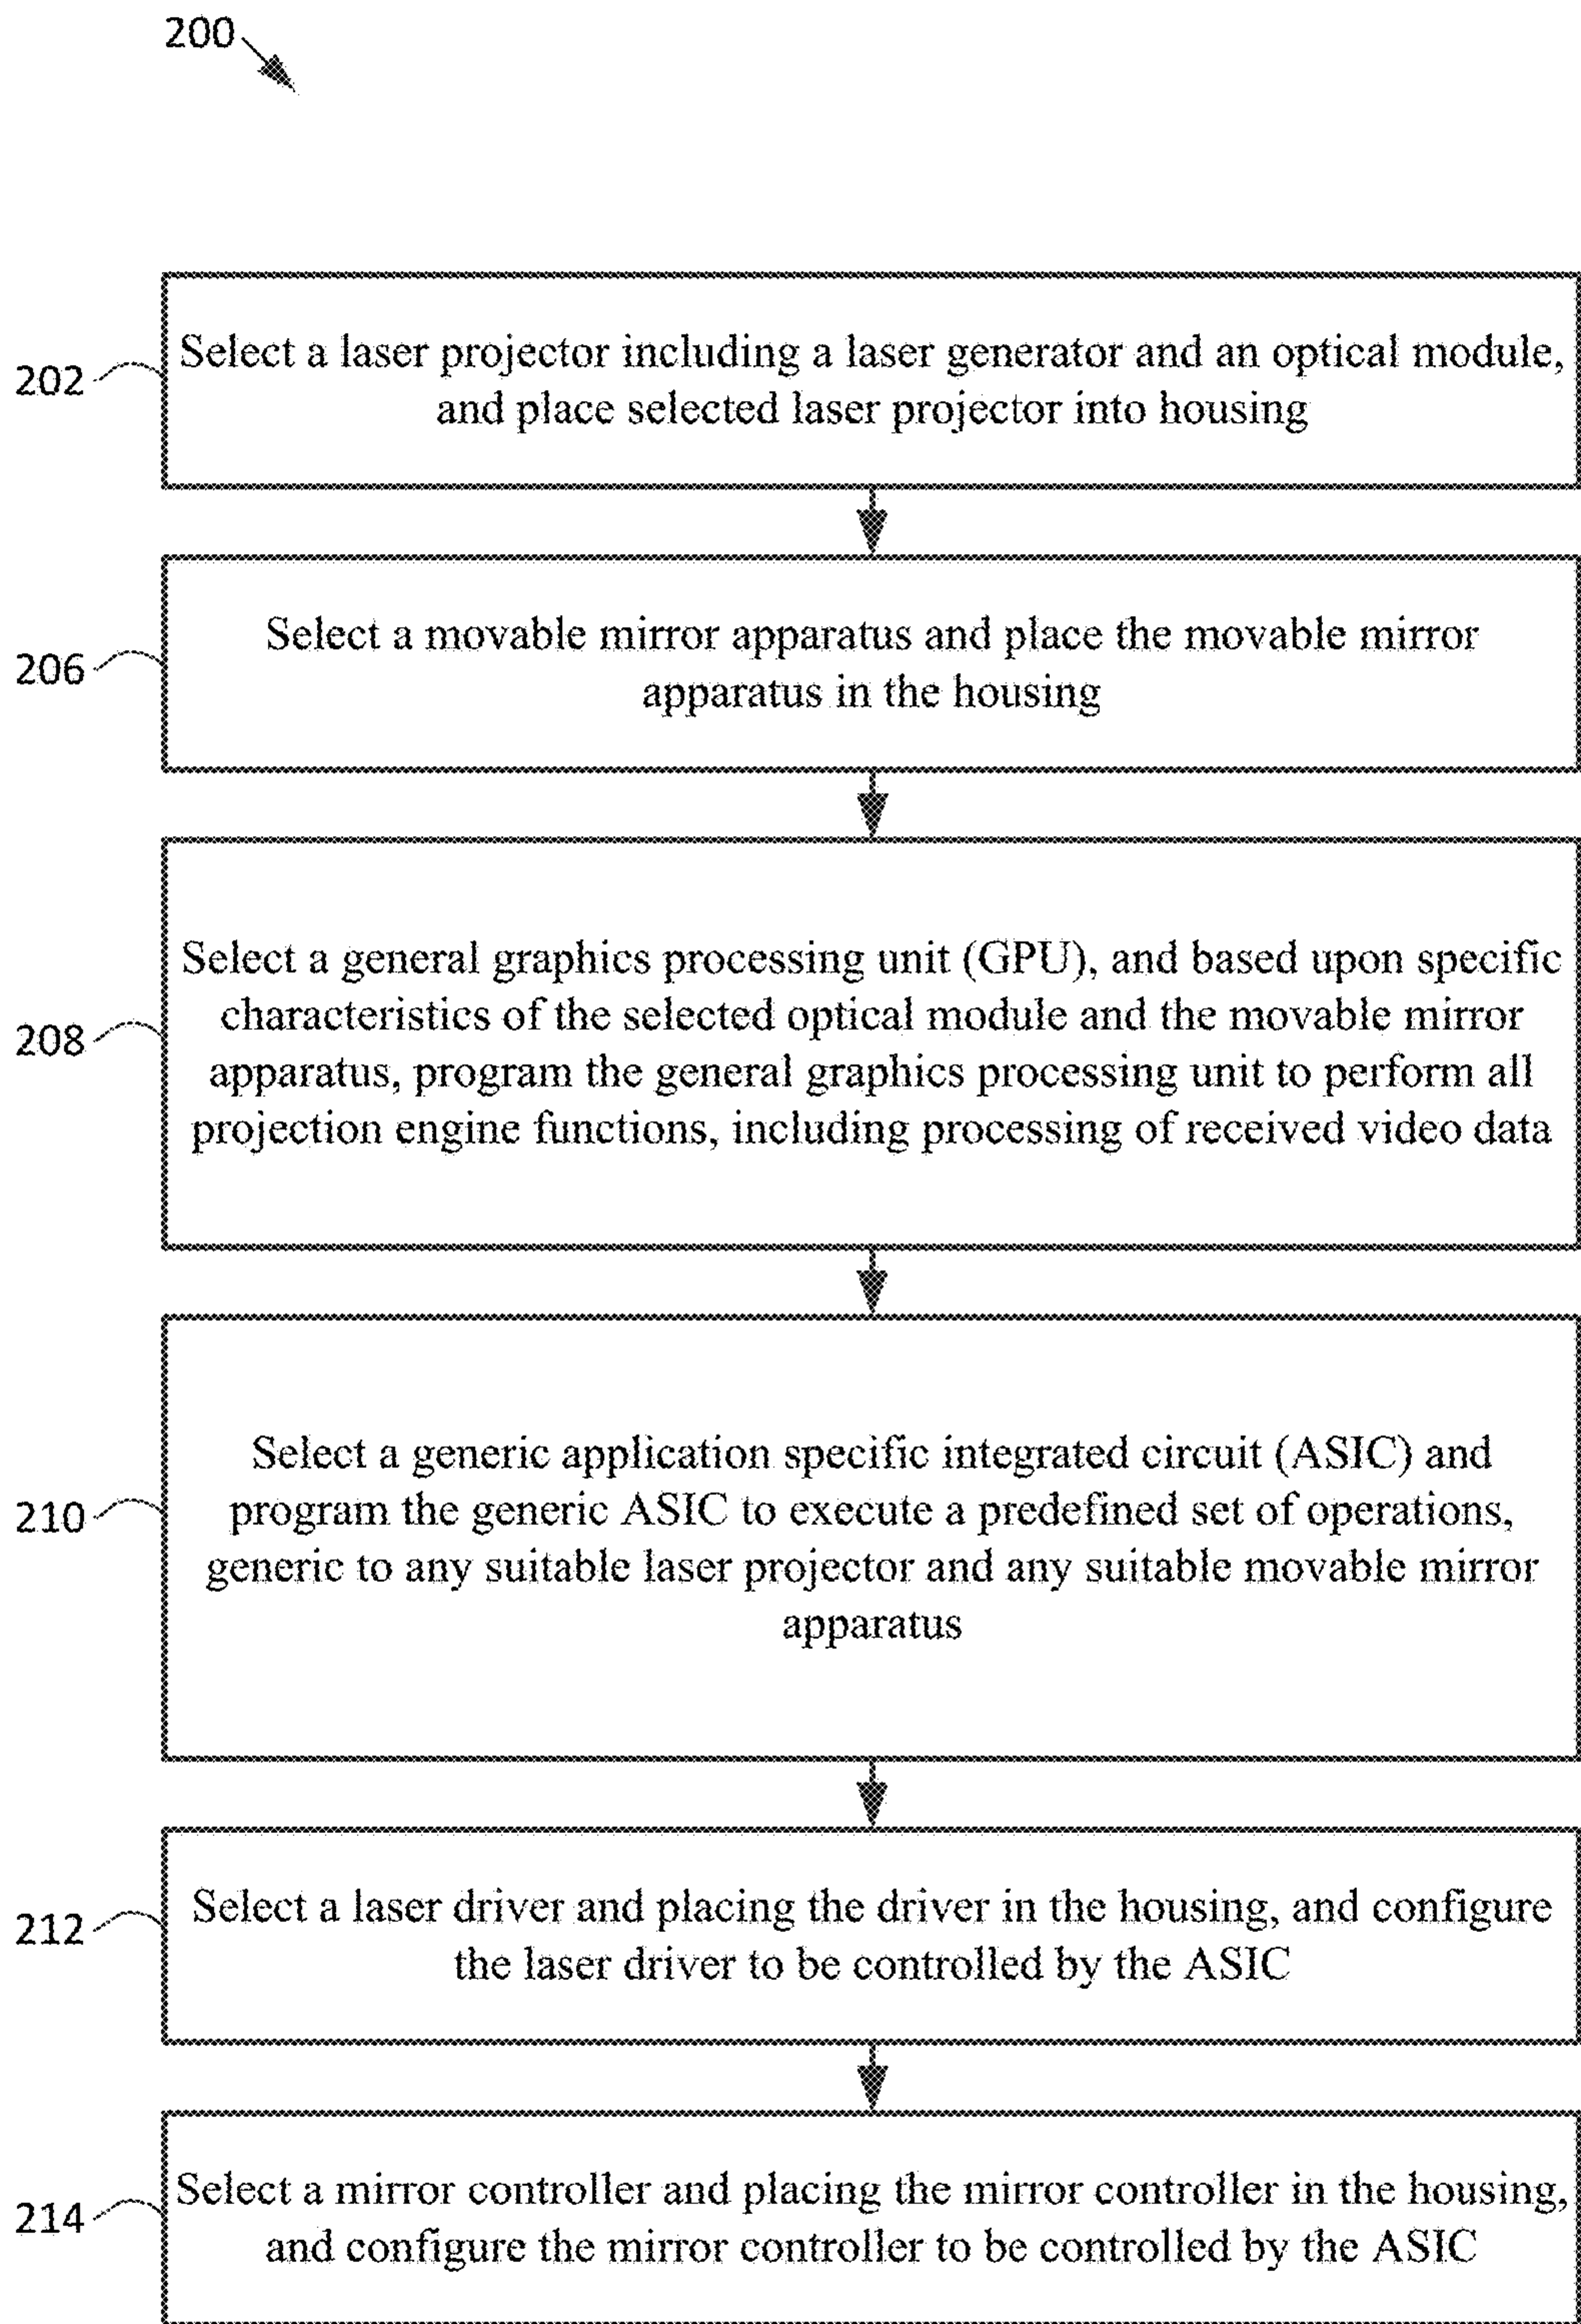 200
202
Select a laser projector including a laser generator and an optical module,
and place selected laser projector into housing
206
Select a movable mirror apparatus and place the movable mirror
apparatus in the housing
208
Select a general graphics processing unit (GPU), and based upon specific
characteristics of the selected optical module and the movable mirror
apparatus, program the general graphics processing unit to perform all
projection engine functions, including processing of received video data
210
Select a generic application specific integrated circuit (ASIC) and
program the generic ASIC to execute a predefined set of operations,
generic to any suitable laser projector and any suitable movable mirror
apparatus
212
Select a laser driver and placing the driver in the housing, and configure
the laser driver to be controlled by the ASIC
214
Select a mirror controller and placing the mirror controller in the housing,
and configure the mirror controller to be controlled by the ASIC